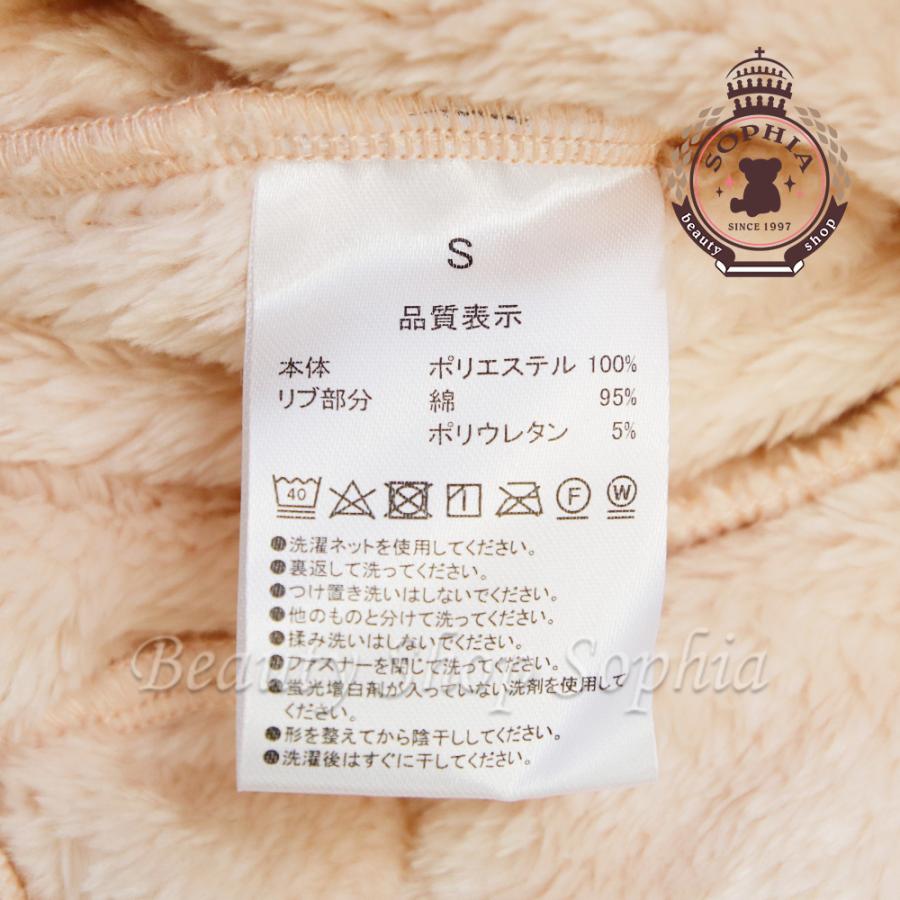 SOPHIA
SINCE 1997
beauty shop
S
品質表示
本体 ポリエステル 100%
リブ部分 綿 95%
ポリウレタン 5%
40 F W
●洗濯ネットを使用してください。
●裏返して洗ってください。
●つけ置き洗いはしないでください。
●他のものと分けて洗ってください。
●揉み洗いはしないでください。
●ファスナーを閉じて洗ってください。
●蛍光増白剤が入っていない洗剤を使用して
ください。
●形を整えてから陰干ししてください。
●洗濯後はすぐに干してください。
Beauty Shop Sophia